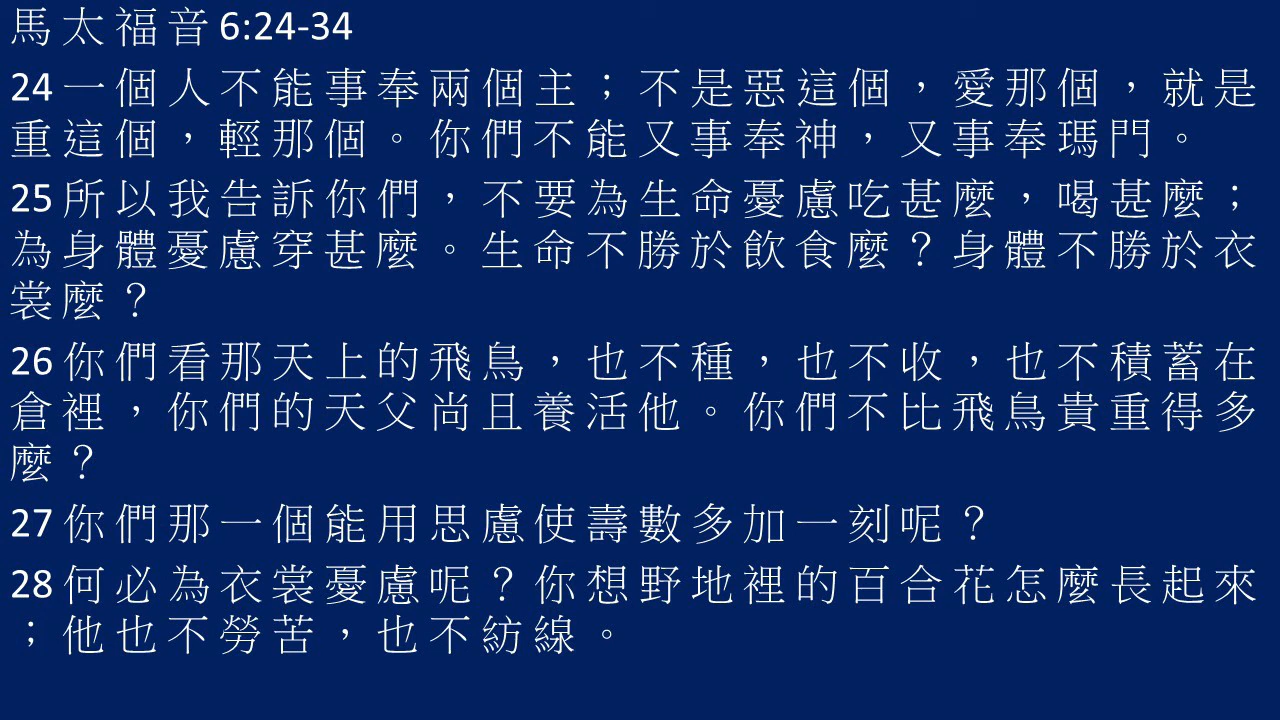 馬太福音6:24-34
24一個人不能事奉兩個主；不是惡這個，愛那個，就是
重這個，輕那個。你們不能又事奉神，又事奉瑪門。
25所以我告訴你們，不要為生命憂慮吃甚麼，喝甚麼；
為身體憂慮穿甚麼。生命不勝於飲食麼？身體不勝於衣
裳麼？
26你們看那天上的飛鳥，也不種，也不收，也不積蓄在
倉裡，你們的天父尚且養活他。你們不比飛鳥貴重得多
麼？
27你們那一個能用思慮使壽數多加一刻呢？
28何必為衣裳憂慮呢？你想野地裡的百合花怎麼長起來
；他也不勞苦，也不紡線。